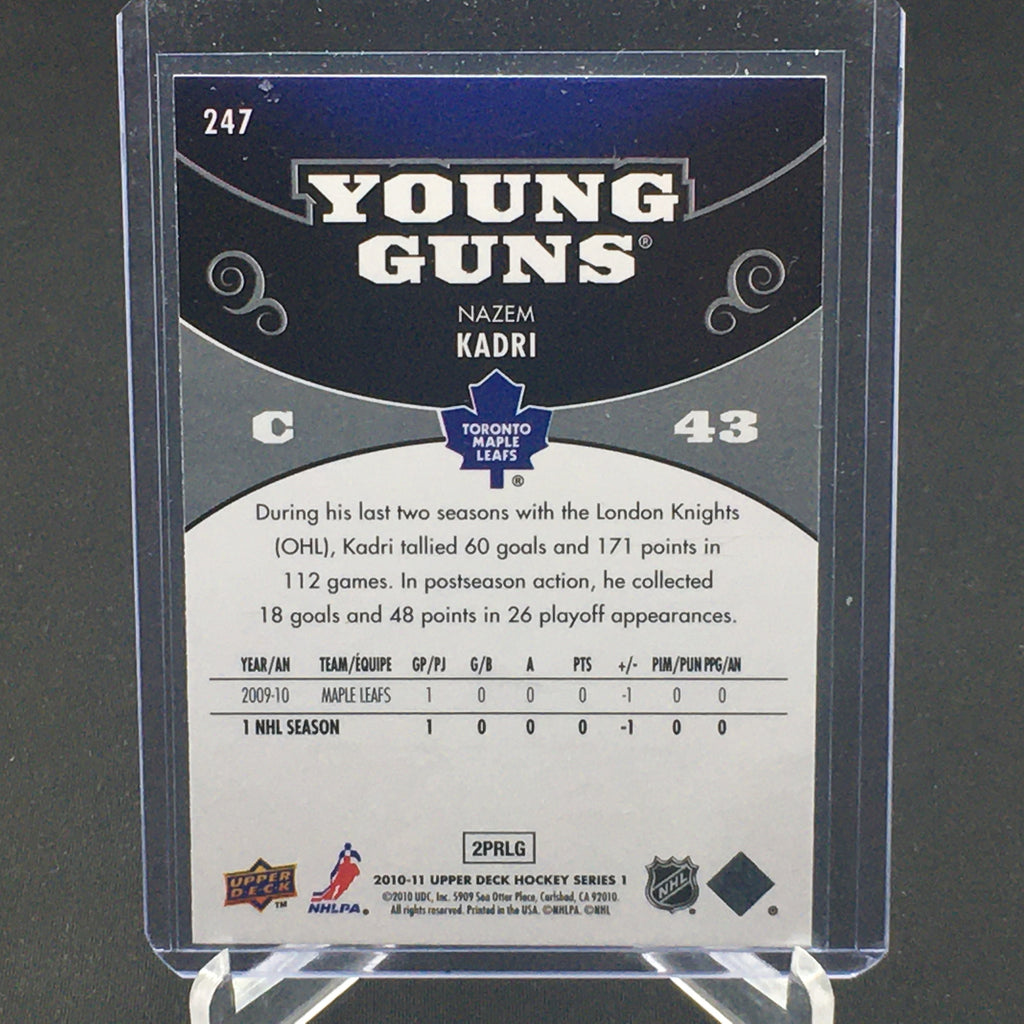 247
YOUNG
GUNS®
NAZEM
KADRI
C
43
TORONTO
MAPLE
LEAFS
®
During his last two seasons with the London Knights
(OHL), Kadri tallied 60 goals and 171 points in
112 games. In postseason action, he collected
18 goals and 48 points in 26 playoff appearances.
YEAR/AN TEAM/ÉQUIPE GP/PJ G/B A PTS +/- PIM/PUN PPG/AN
2009-10 MAPLE LEAFS 1 0 0 0 -1 0 0
1 NHL SEASON 1 0 0 0 -1 0 0
2PRLG
UPPER
DECK
™
NHLPA®
2010-11 UPPER DECK HOCKEY SERIES 1
©2010 UDC, Inc. 5909 Sea Otter Place, Carlsbad, CA 92010.
All rights reserved. Printed in the USA. ©NHLPA. ©NHL
NHL
®
®